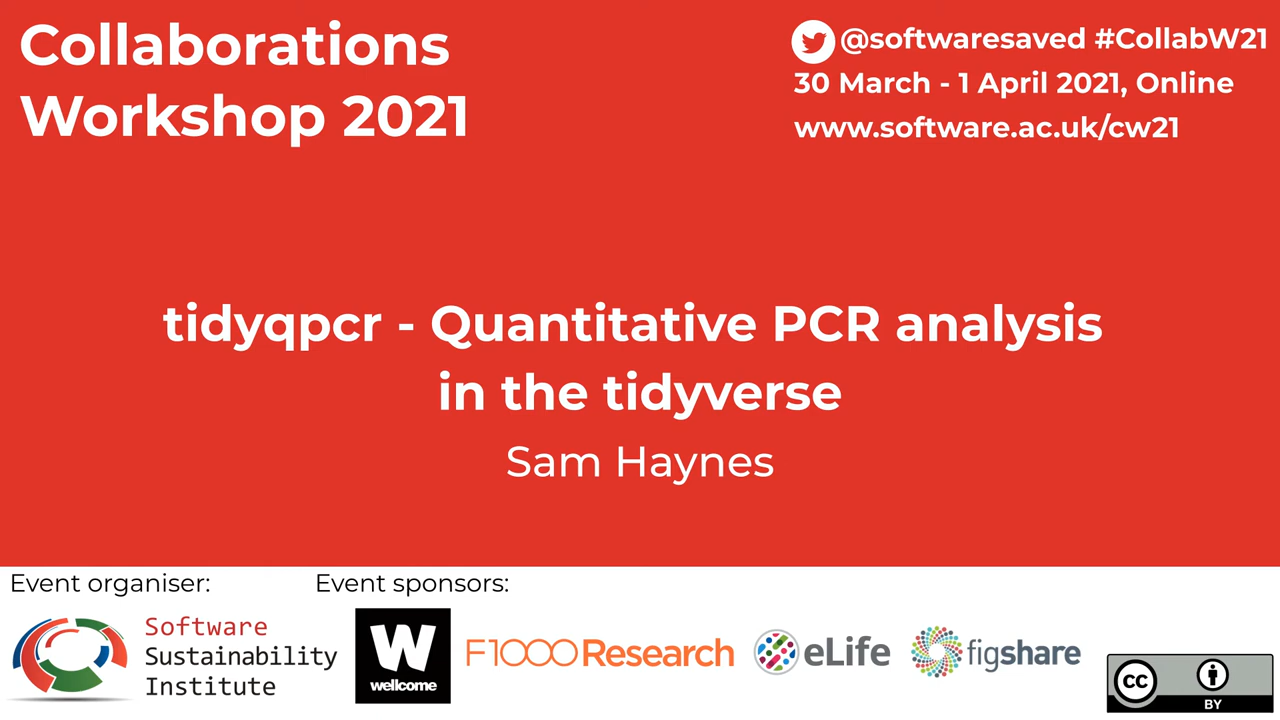 Collaborations
Workshop 2021
@softwaresaved #CollabW21
30 March - 1 April 2021, Online
www.software.ac.uk/cw21
tidyqpcr - Quantitative PCR analysis
in the tidyverse
Sam Haynes
Event organiser:
Event sponsors:
Software
Sustainability
Institute
W
wellcome
F1000Research
eLife
figshare
cc
BY